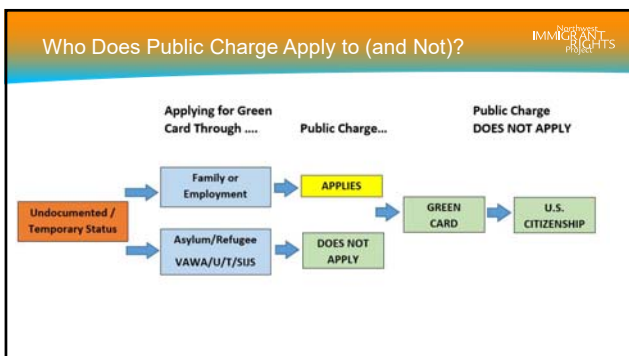 Who Does Public Charge Apply to (and Not)?
Northwest
IMMIGRANT
RIGHTS
Project
Applying for Green
Card Through ....
Public Charge...
Public Charge
DOES NOT APPLY
Undocumented /
Temporary Status
Family or
Employment
APPLIES
Asylum/Refugee
VAWA/U/T/SIJS
DOES NOT
APPLY
GREEN
CARD
U.S.
CITIZENSHIP